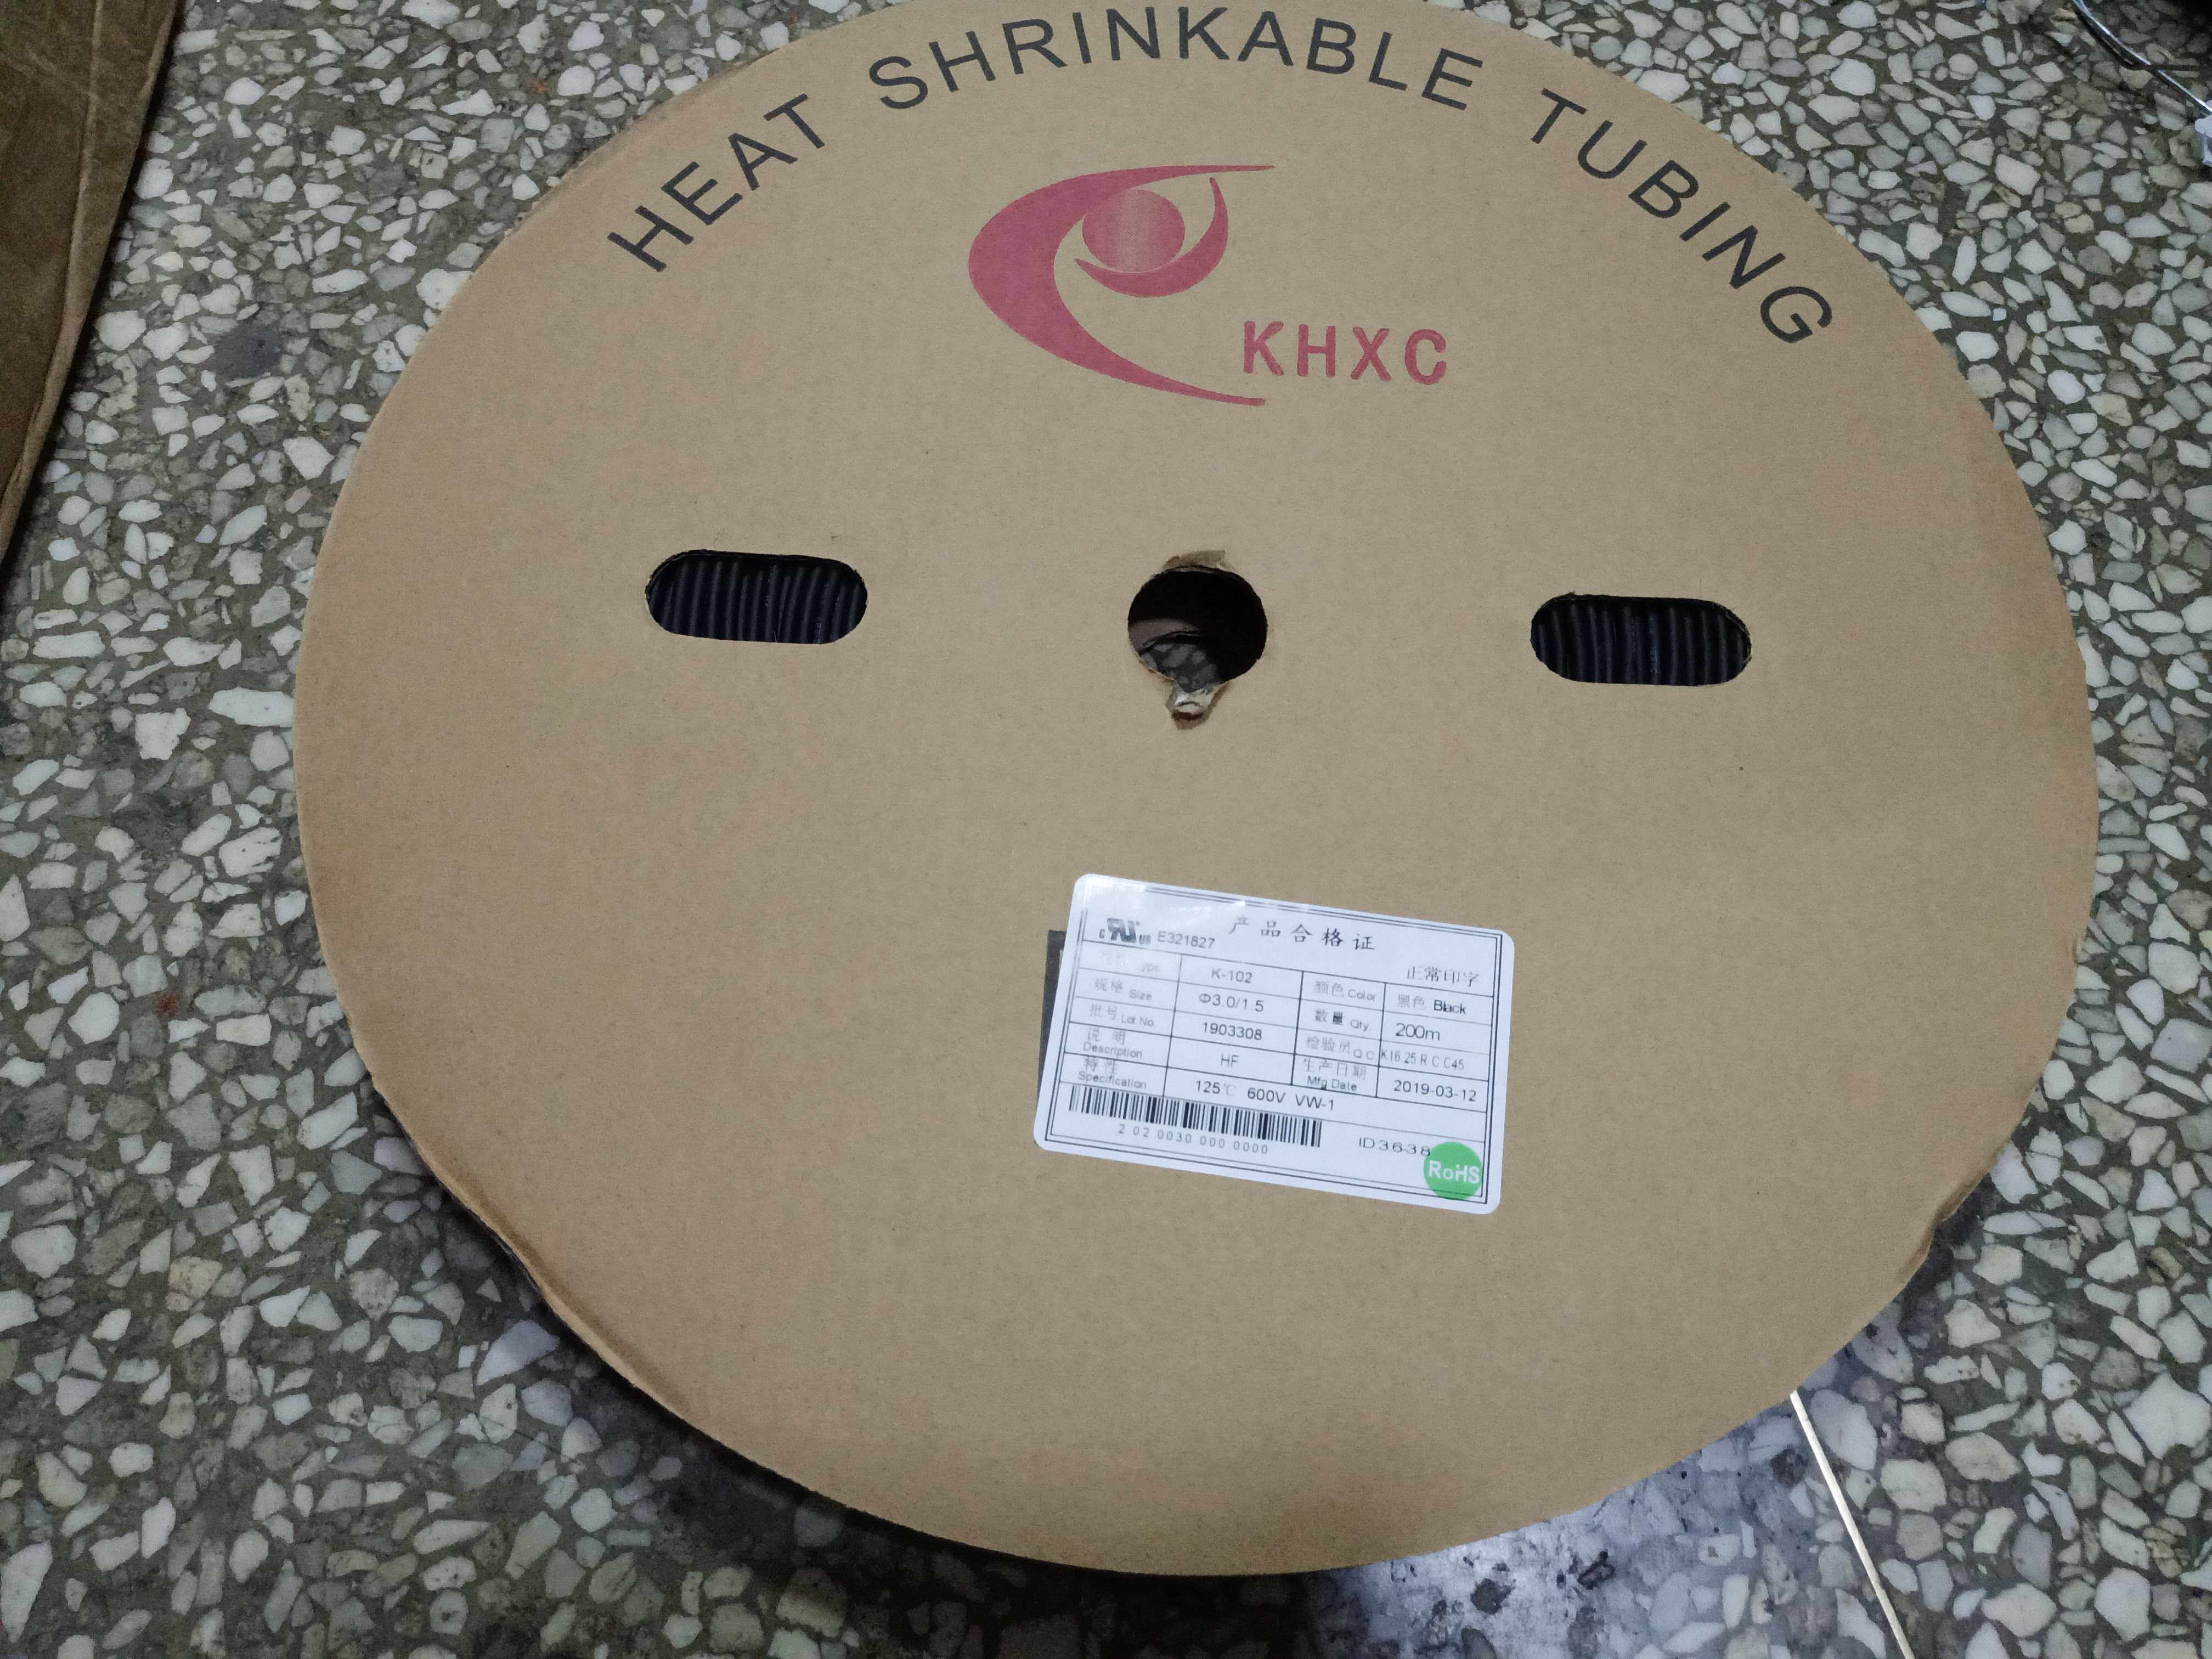 HEAT SHRINKABLE TUBING
KHXC
E321827 产品合格证
正常印字
K-102 颜色 Color 黑色 Black
规格 Size Φ3.0/1.5 数量 Qty 200m
批号 Lot No. 1903308 检验员 Q.C. K16 25 R C C45
说明 Description HF 生产日期 Mfg Date 2019-03-12
特性 Specification 125℃ 600V VW-1
2 02 0030 000 0000 ID3638
RoHS